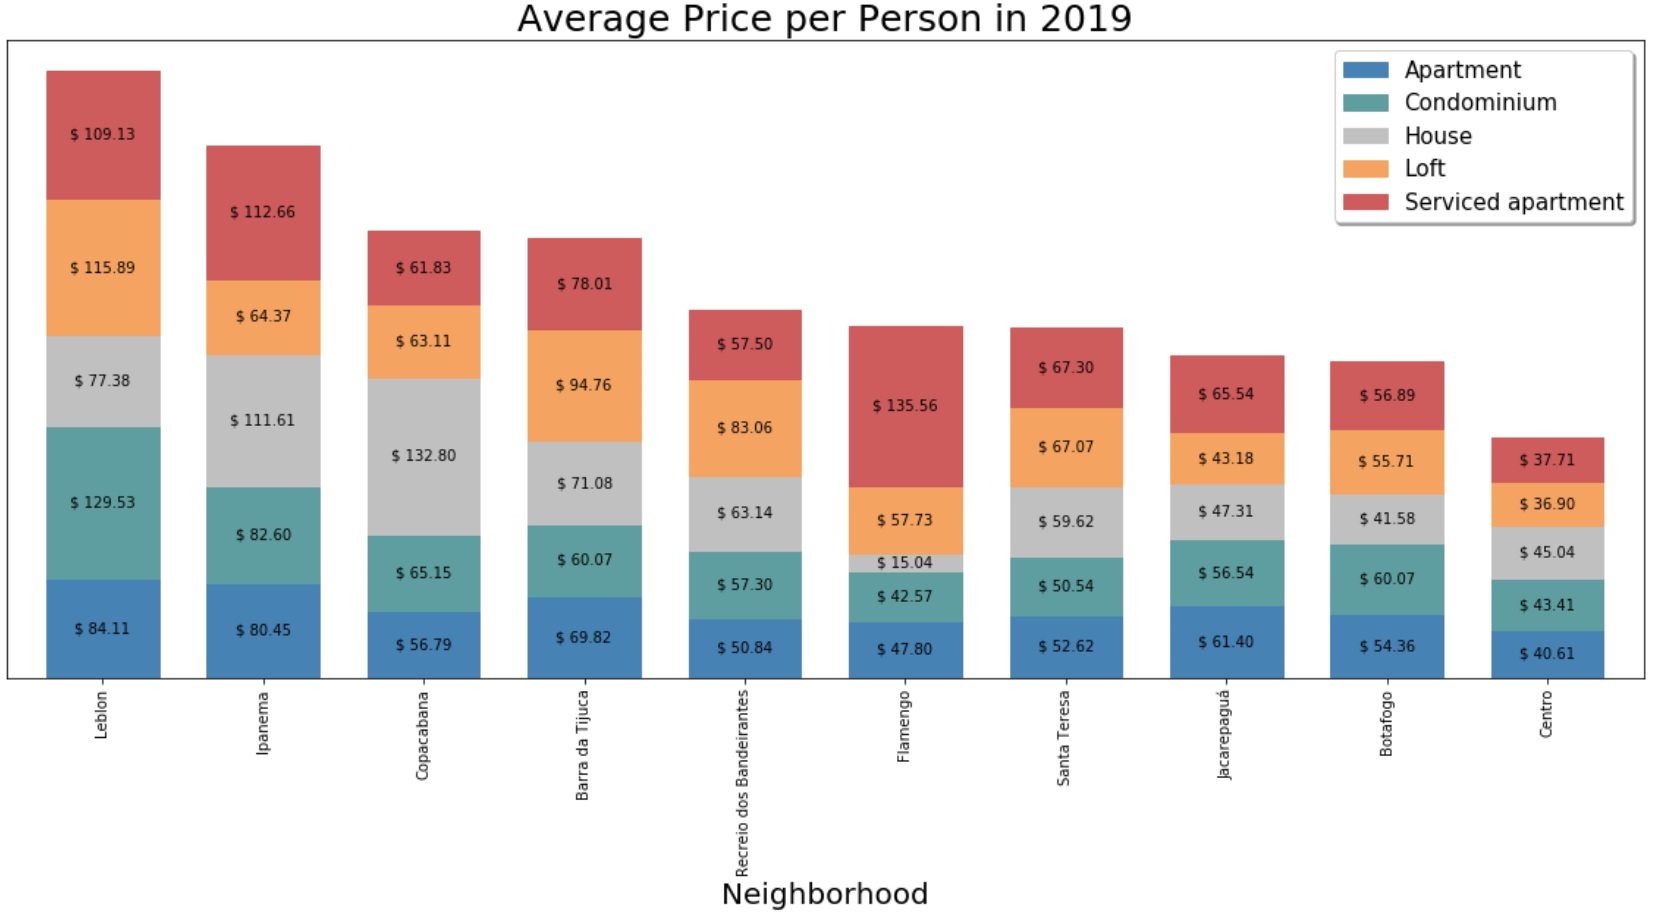 Average Price per Person in 2019
Apartment
Condominium
House
Loft
Serviced apartment
$ 109.13
$ 115.89
$ 77.38
$ 129.53
$ 84.11
$ 112.66
$ 64.37
$ 111.61
$ 82.60
$ 80.45
$ 61.83
$ 63.11
$ 132.80
$ 65.15
$ 56.79
$ 78.01
$ 94.76
$ 71.08
$ 60.07
$ 69.82
$ 57.50
$ 83.06
$ 63.14
$ 57.30
$ 50.84
$ 135.56
$ 57.73
$ 15.04
$ 42.57
$ 47.80
$ 67.30
$ 67.07
$ 59.62
$ 50.54
$ 52.62
$ 65.54
$ 43.18
$ 47.31
$ 56.54
$ 61.40
$ 56.89
$ 55.71
$ 41.58
$ 60.07
$ 54.36
$ 37.71
$ 36.90
$ 45.04
$ 43.41
$ 40.61
Leblon
Ipanema
Copacabana
Barra da Tijuca
Recreio dos Bandeirantes
Flamengo
Santa Teresa
Jacarepaguá
Botafogo
Centro
Neighborhood